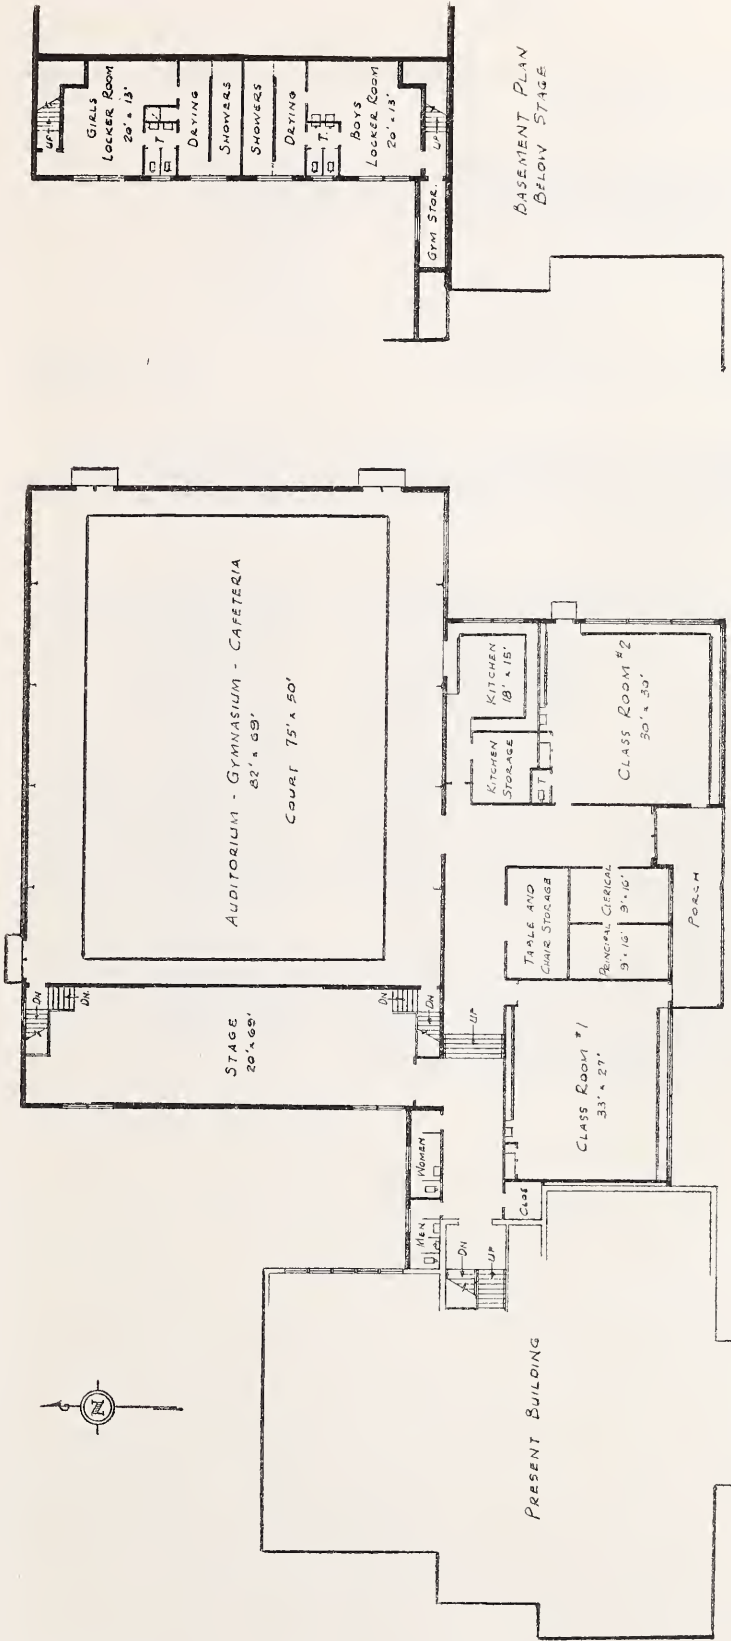 UP
GIRLS
LOCKER ROOM
20' x 13'
T.
DRYING
SHOWERS
SHOWERS
DRYING
T.
BOYS
LOCKER ROOM
20' x 13'
UP
GYM STOR.
BASEMENT PLAN
BELOW STAGE
AUDITORIUM - GYMNASIUM - CAFETERIA
82' x 69'
COURT 75' x 50'
DN
DN
STAGE
20' x 69'
DN
DN
UP
KITCHEN
18' x 15'
KITCHEN
STORAGE
T
CLASS ROOM #2
30' x 30'
TABLE AND
CHAIR STORAGE
PRINCIPAL
9' x 16'
CLERICAL
9' x 16'
PORCH
CLASS ROOM #1
33' x 27'
WOMEN
MEN
CLOS
DN
UP
N
PRESENT BUILDING